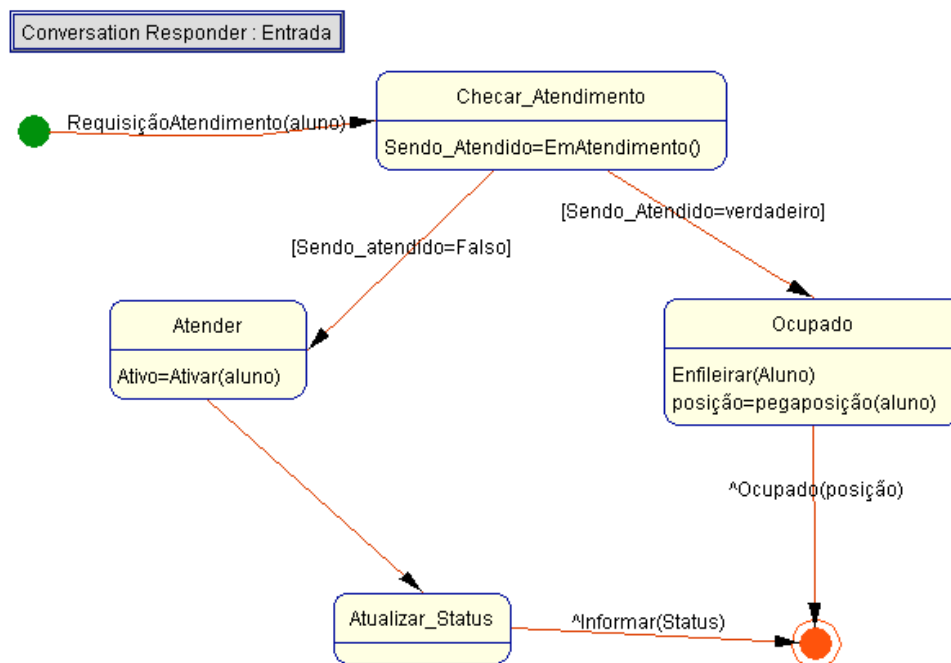 Conversation Responder : Entrada
Checar_Atendimento
RequisiçãoAtendimento(aluno)
Sendo_Atendido=EmAtendimento()
[Sendo_Atendido=verdadeiro]
[Sendo_atendido=Falso]
Atender
Ocupado
Ativo=Ativar(aluno)
Enfileirar(Aluno)
posição=pegaposição(aluno)
^Ocupado(posição)
Atualizar_Status
^Informar(Status)